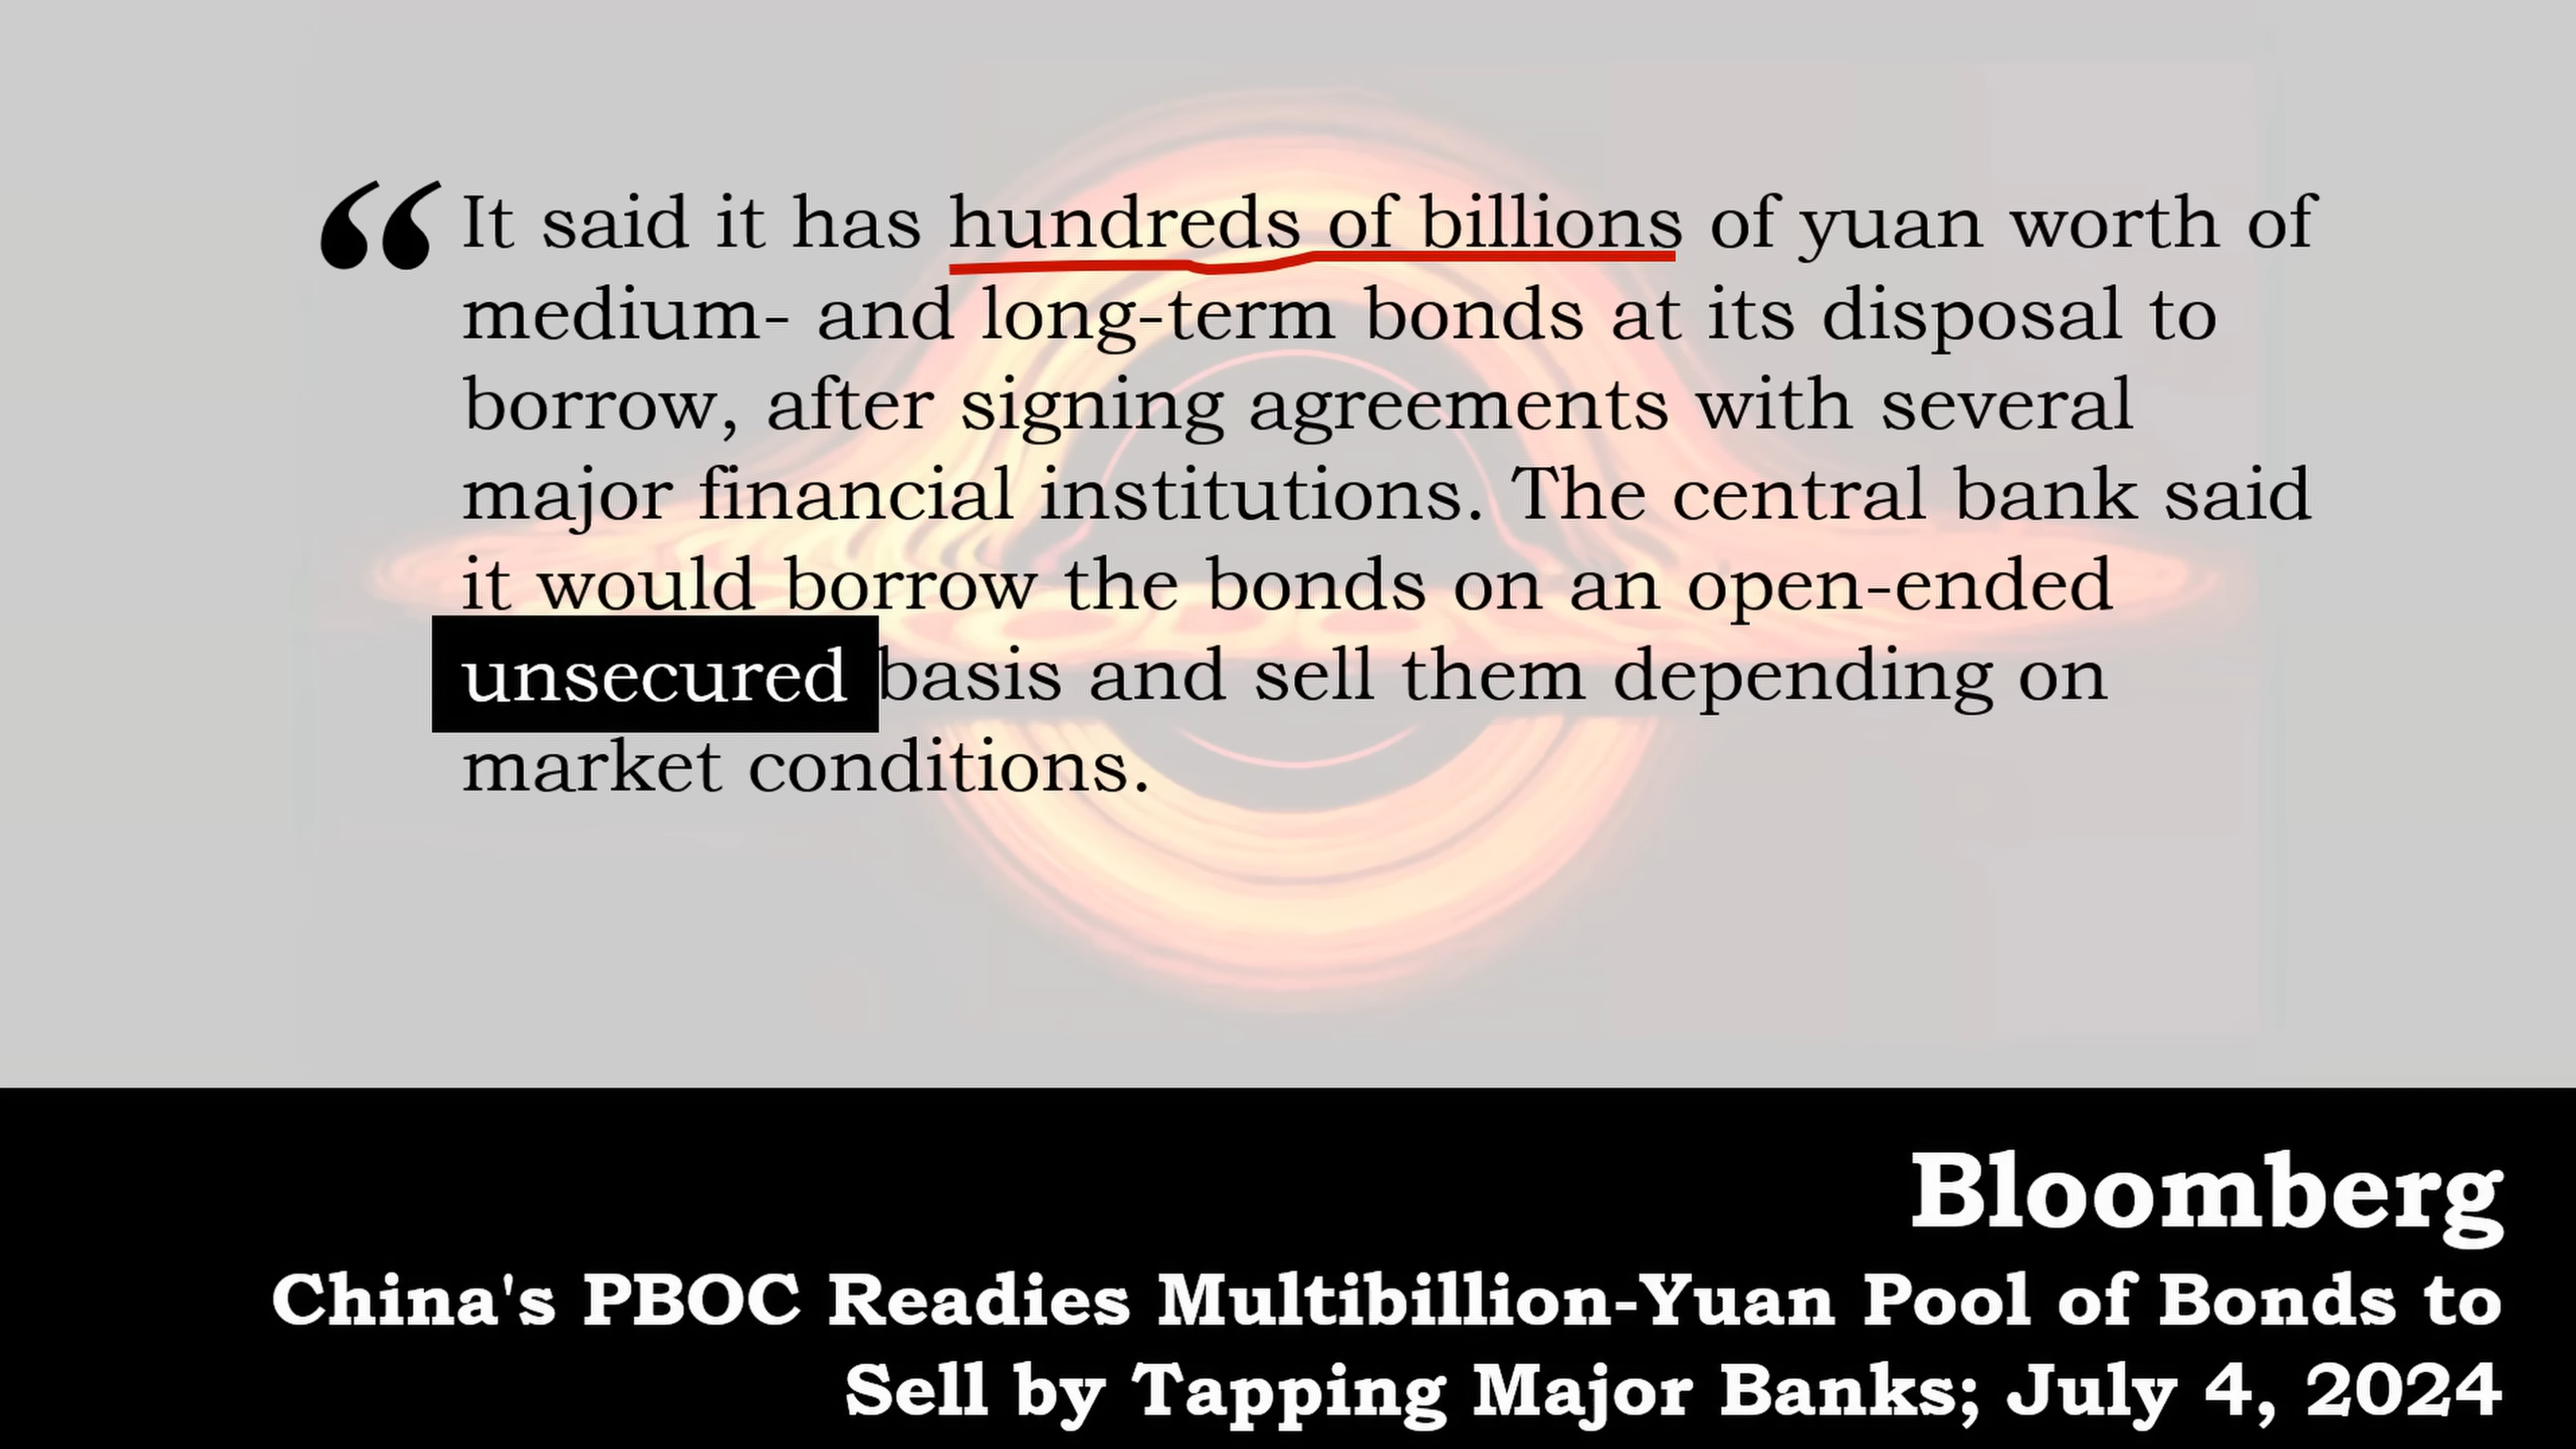 “It said it has hundreds of billions of yuan worth of
medium- and long-term bonds at its disposal to
borrow, after signing agreements with several
major financial institutions. The central bank said
it would borrow the bonds on an open-ended
unsecured basis and sell them depending on
market conditions.
Bloomberg
China's PBOC Readies Multibillion-Yuan Pool of Bonds to
Sell by Tapping Major Banks; July 4, 2024